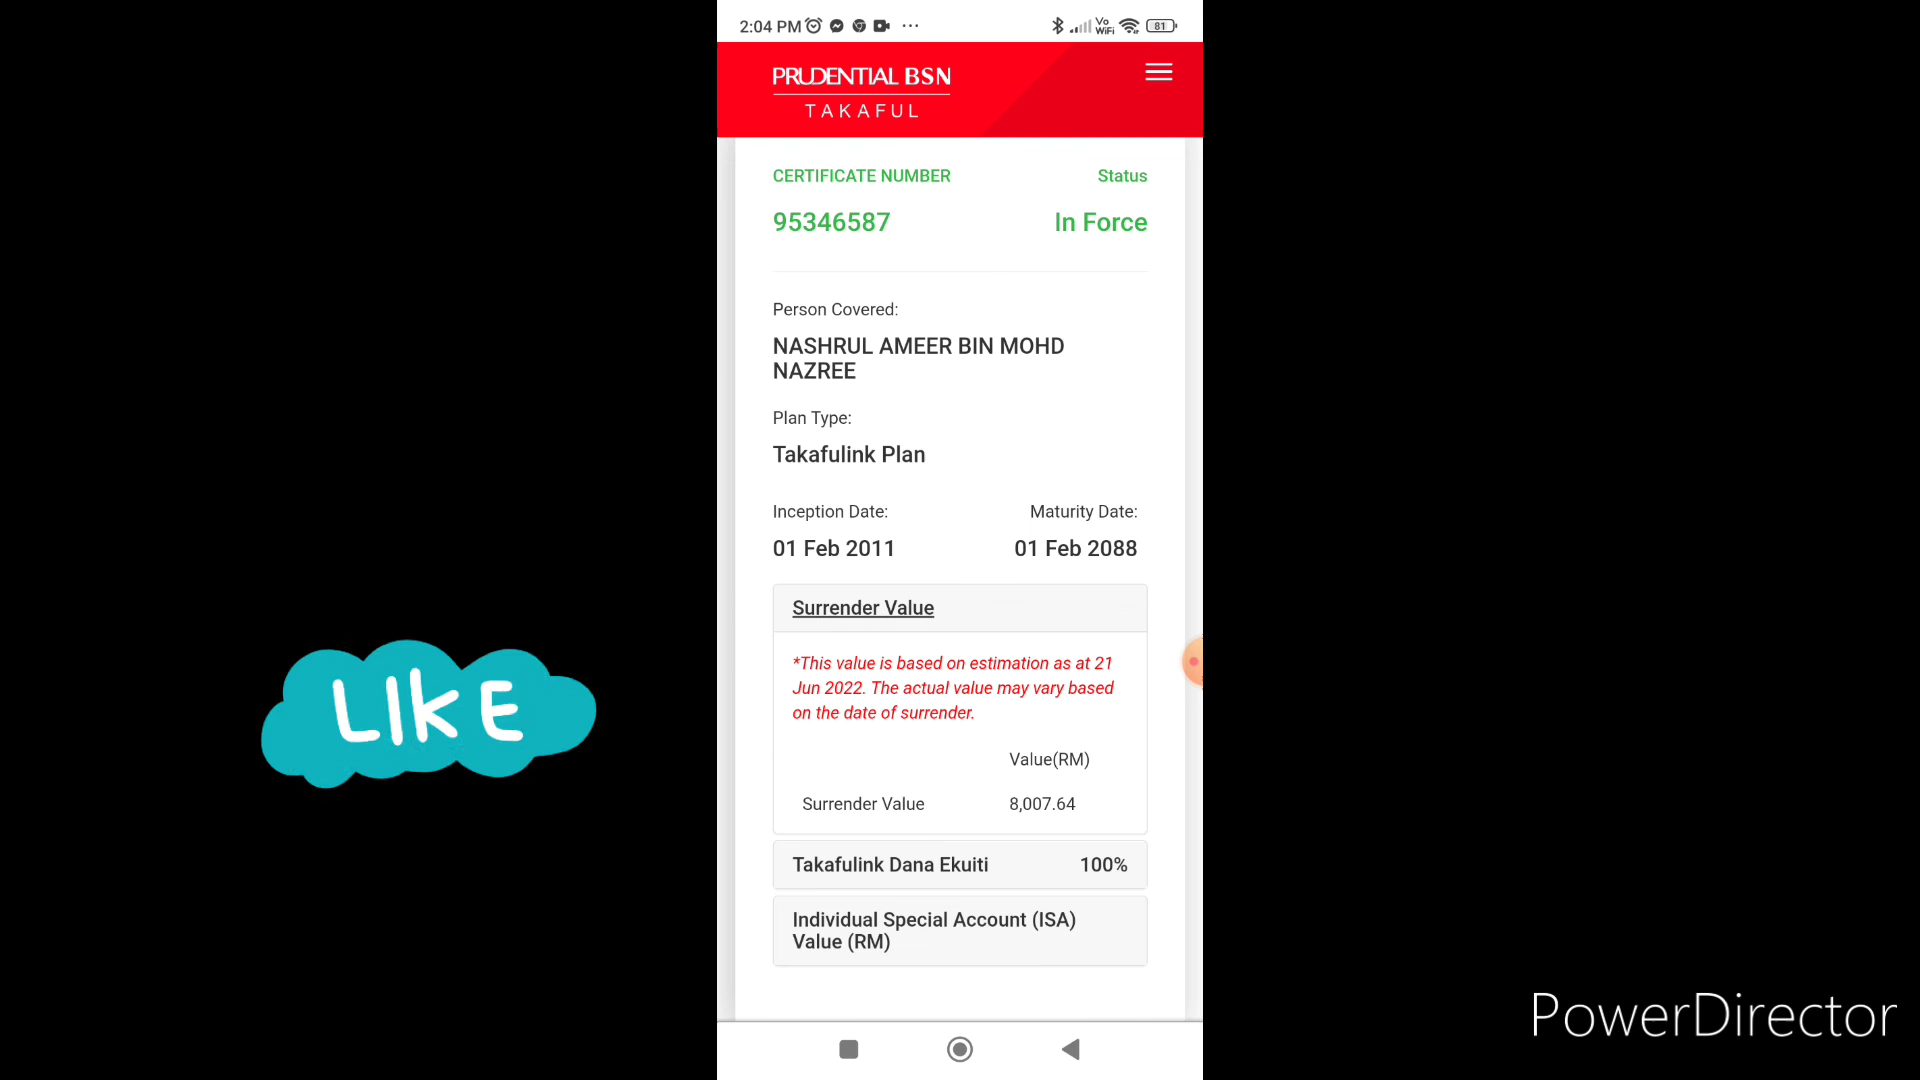 2:04 PM
Vo
WiFi
81
PRUDENTIAL BSN
TAKAFUL
CERTIFICATE NUMBER Status
95346587 In Force
Person Covered:
NASHRUL AMEER BIN MOHD
NAZREE
Plan Type:
Takafulink Plan
Inception Date: Maturity Date:
01 Feb 2011 01 Feb 2088
Surrender Value
*This value is based on estimation as at 21
Jun 2022. The actual value may vary based
on the date of surrender.
Value(RM)
Surrender Value 8,007.64
Takafulink Dana Ekuiti 100%
Individual Special Account (ISA)
Value (RM)
LIKE
PowerDirector